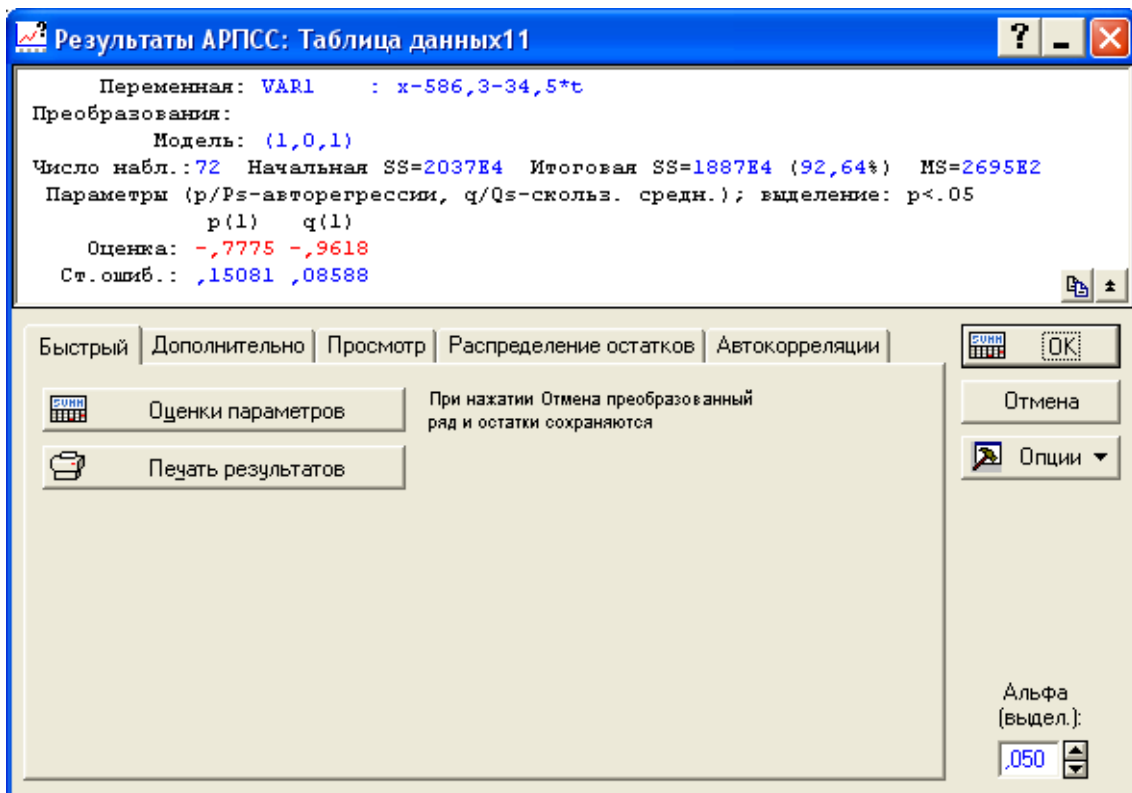 Результаты АРПСС: Таблица данных11
Переменная: VAR1 : x-586,3-34,5*t
Преобразования:
Модель: (1,0,1)
Число набл.:72 Начальная SS=2037E4 Итоговая SS=1887E4 (92,64%) MS=2695E2
Параметры (p/Ps-авторегрессии, q/Qs-скольз. средн.); выделение: p<.05
p(1) q(1)
Оценка: -,7775 -,9618
Ст.ошиб.: ,15081 ,08588
Быстрый Дополнительно Просмотр Распределение остатков Автокорреляции
SUMM OK
SUMM Оценки параметров
При нажатии Отмена преобразованный
ряд и остатки сохраняются
Отмена
Печать результатов
Опции
Альфа
(выдел.):
,050